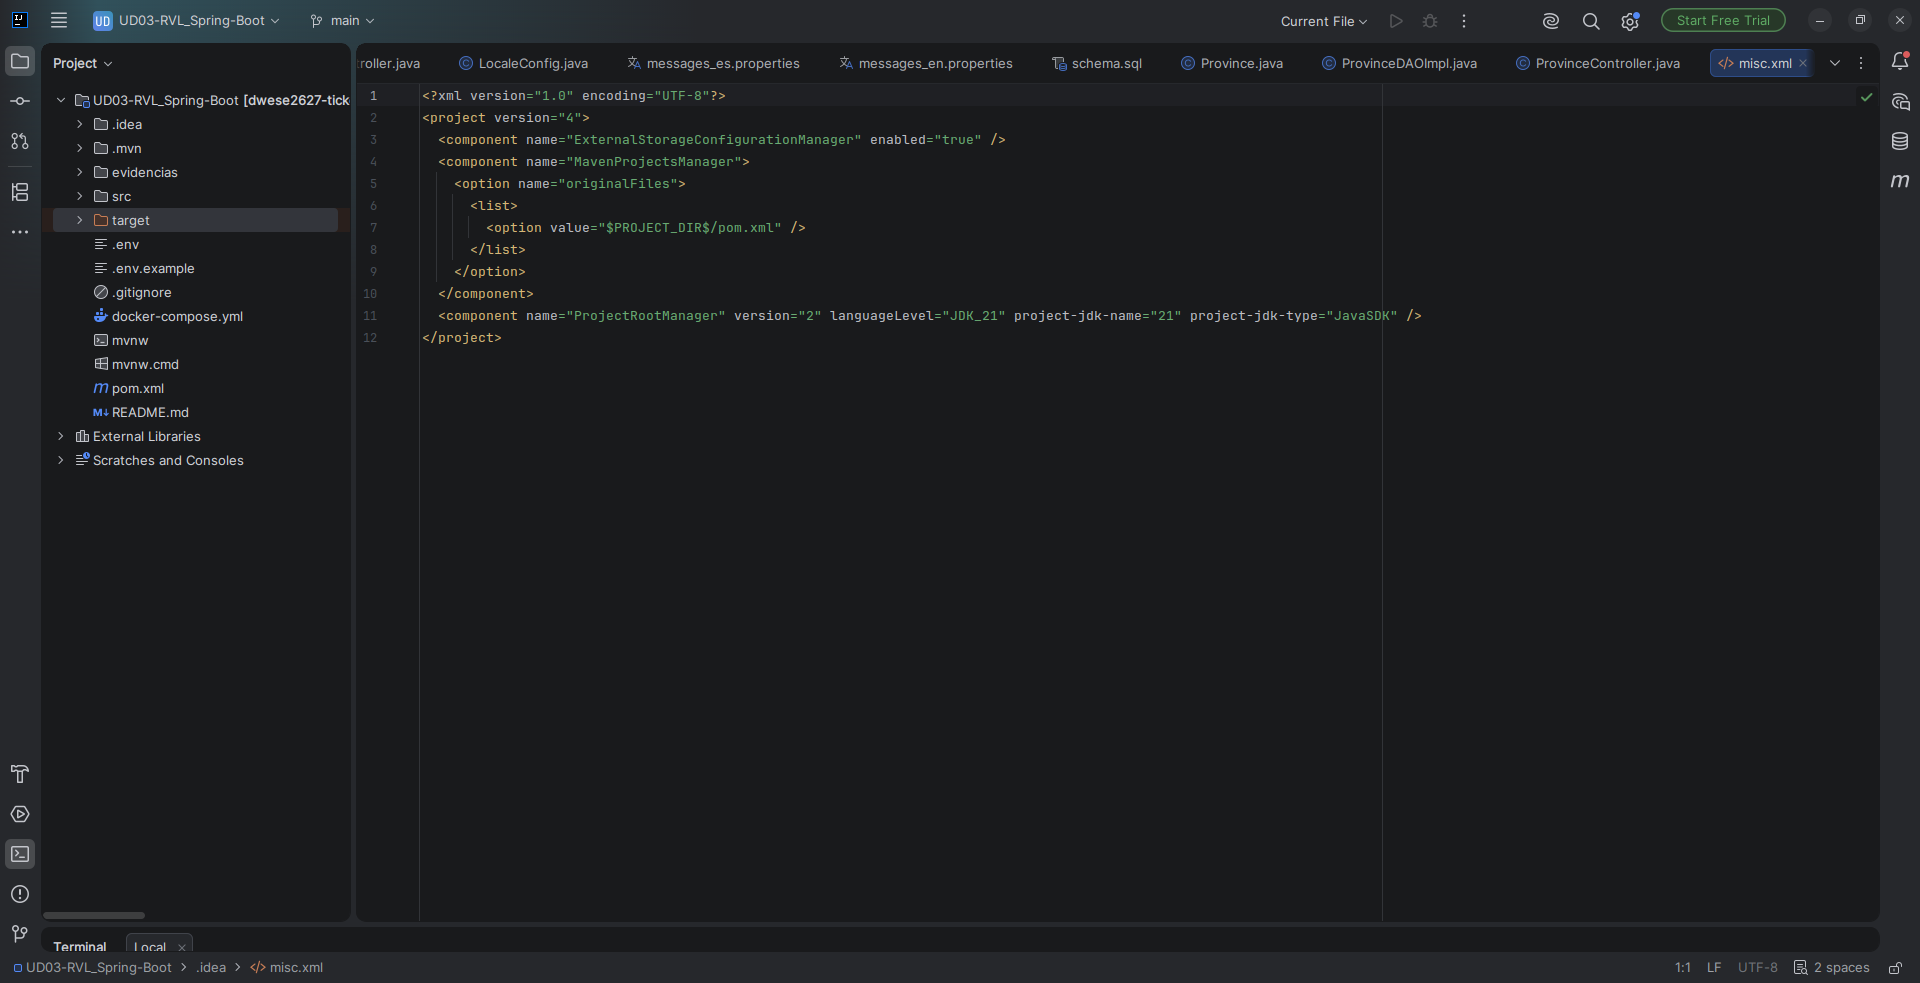 UD UD03-RVL_Spring-Boot main Current File Start Free Trial
Project
roller.java LocaleConfig.java messages_es.properties messages_en.properties schema.sql Province.java ProvinceDAOImpl.java ProvinceController.java misc.xml
UD03-RVL_Spring-Boot [dwese2627-tick
.idea
.mvn
evidencias
src
target
.env
.env.example
.gitignore
docker-compose.yml
mvnw
mvnw.cmd
pom.xml
README.md
External Libraries
Scratches and Consoles
1 <?xml version="1.0" encoding="UTF-8"?>
2 <project version="4">
3 <component name="ExternalStorageConfigurationManager" enabled="true" />
4 <component name="MavenProjectsManager">
5 <option name="originalFiles">
6 <list>
7 <option value="$PROJECT_DIR$/pom.xml" />
8 </list>
9 </option>
10 </component>
11 <component name="ProjectRootManager" version="2" languageLevel="JDK_21" project-jdk-name="21" project-jdk-type="JavaSDK" />
12 </project>
Terminal Local
UD03-RVL_Spring-Boot .idea misc.xml 1:1 LF UTF-8 2 spaces